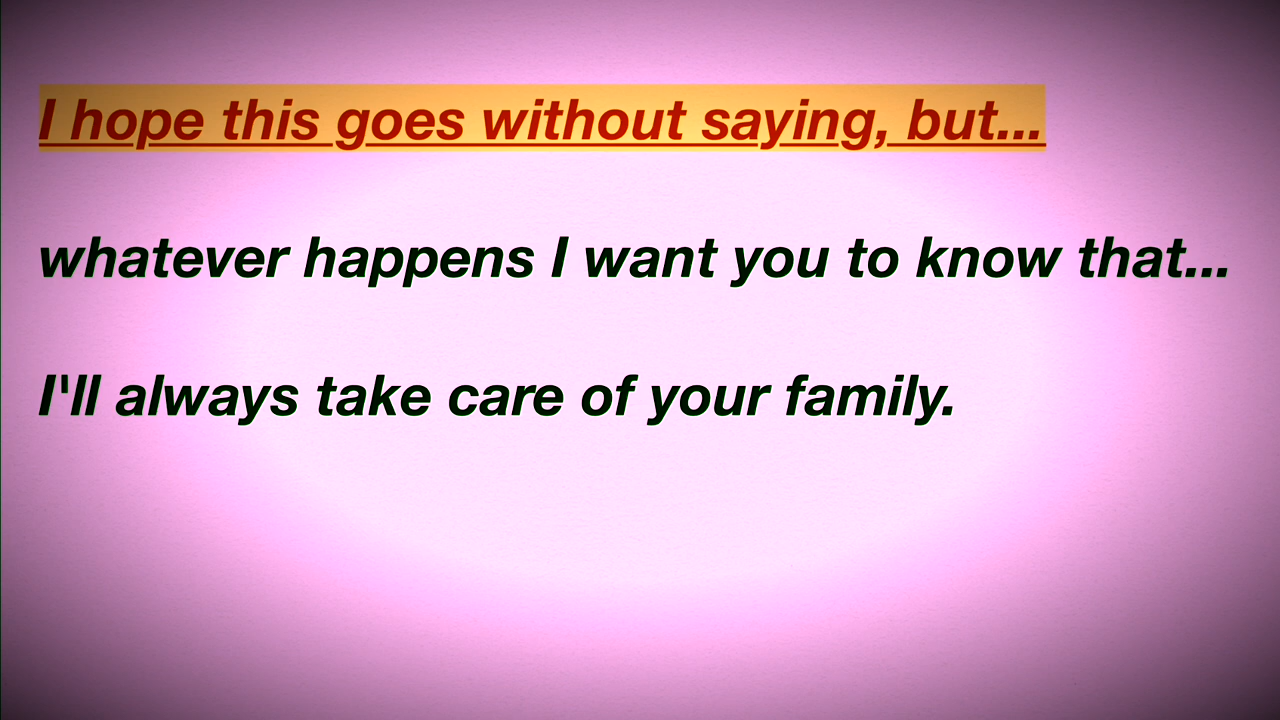 I hope this goes without saying, but...
whatever happens I want you to know that...
I'll always take care of your family.